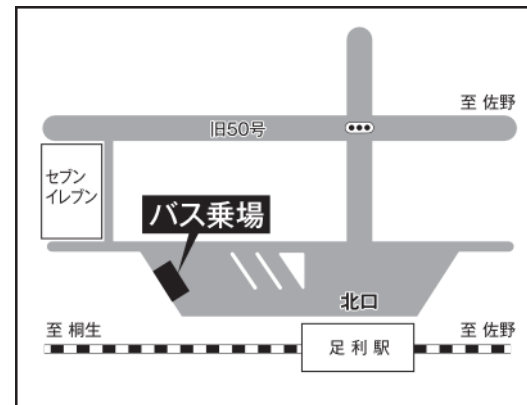 至 佐野
旧50号
セブン
イレブン
バス乗場
北口
至 桐生
至 佐野
足利駅